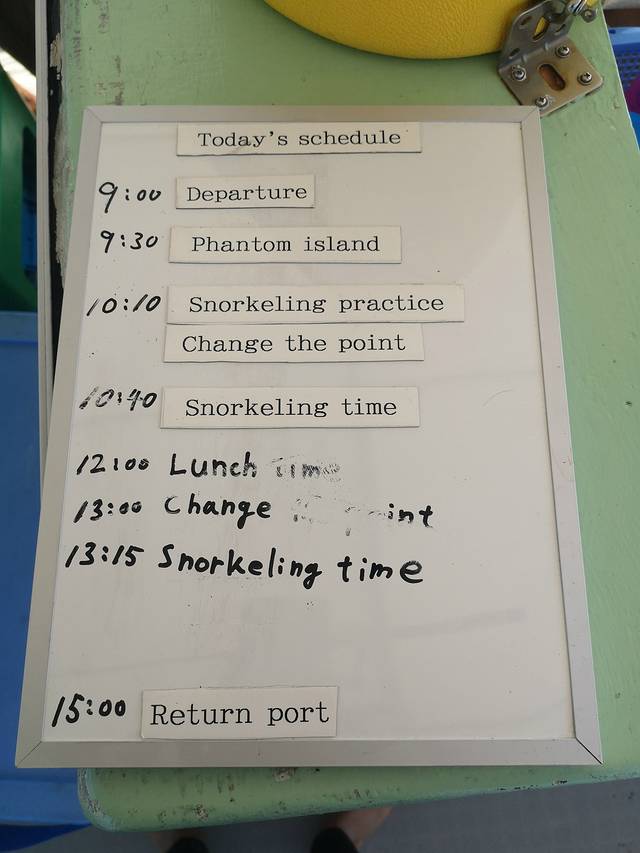 Today's schedule
9:00 Departure
9:30 Phantom island
10:10 Snorkeling practice
Change the point
10:40 Snorkeling time
12:00 Lunch time
13:00 Change
13:15 Snorkeling time
15:00 Return port